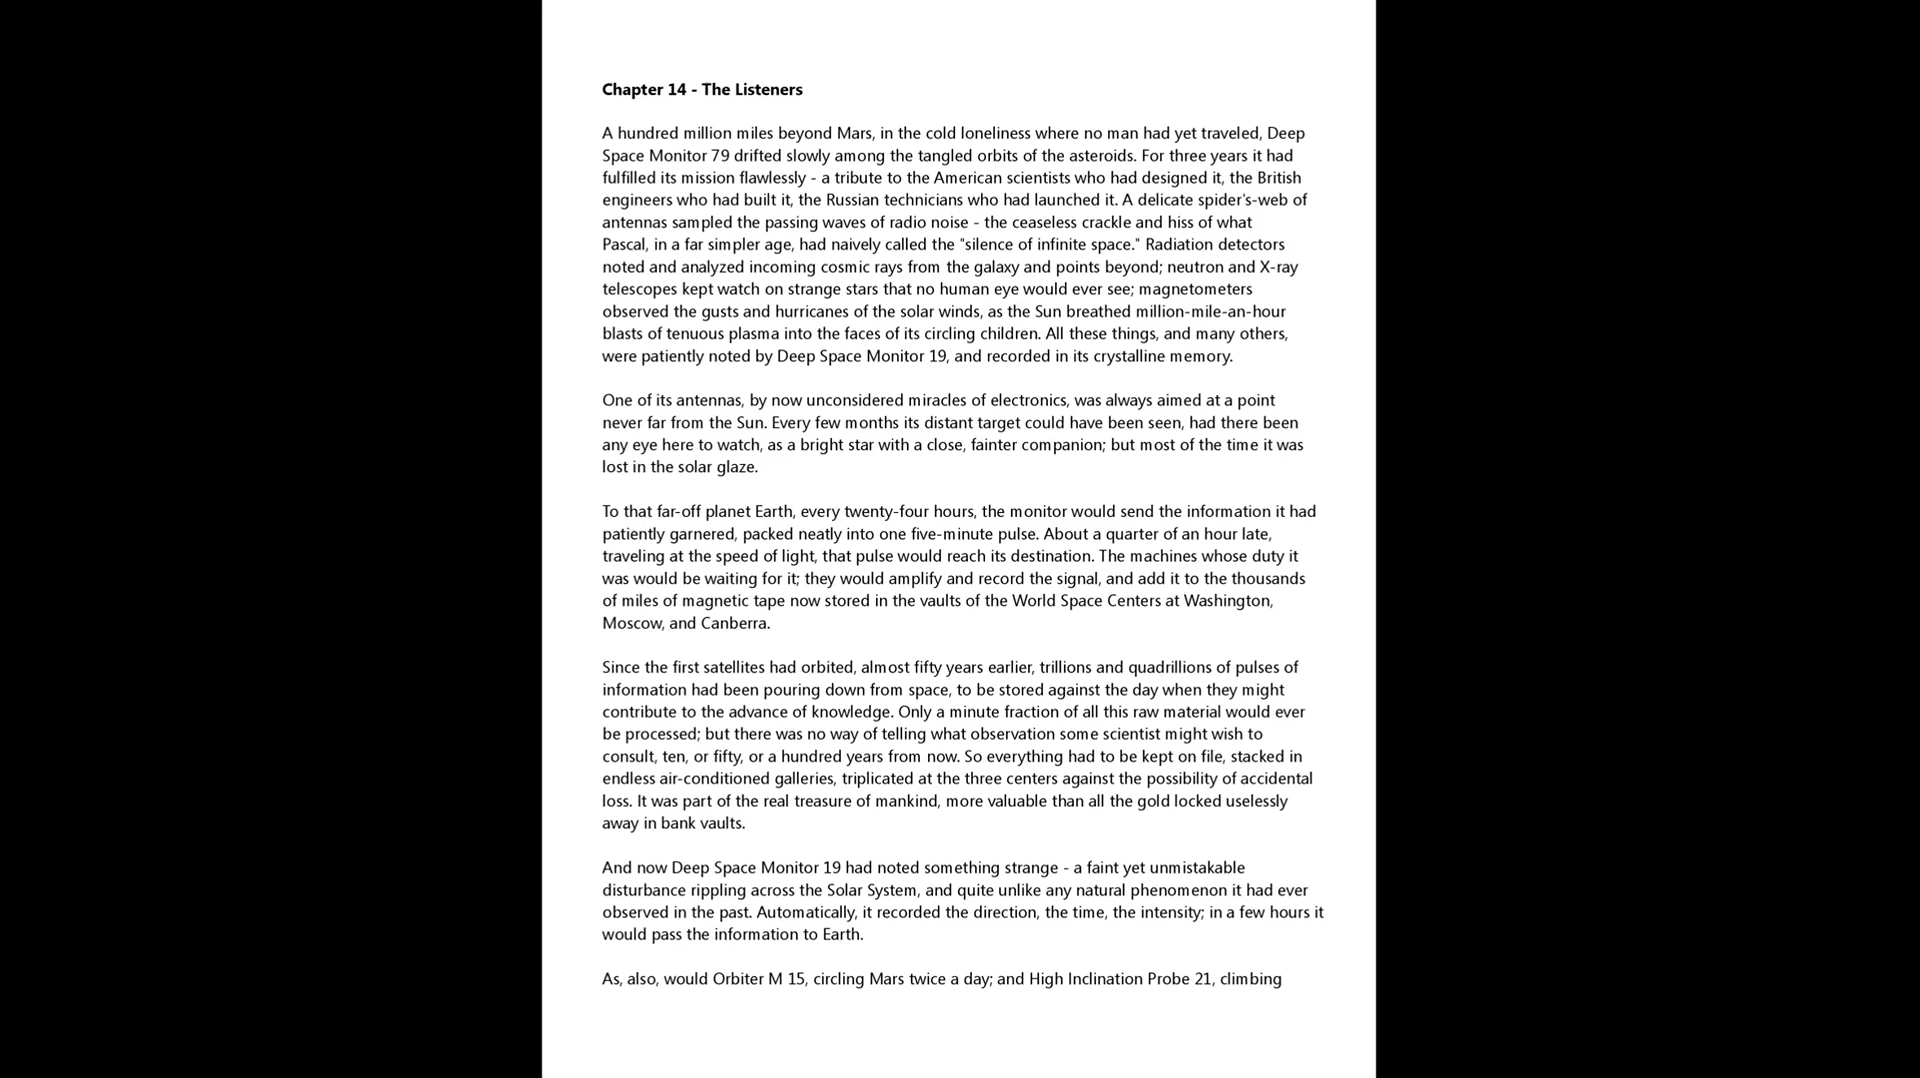 Chapter 14 - The Listeners
A hundred million miles beyond Mars, in the cold loneliness where no man had yet traveled, Deep
Space Monitor 79 drifted slowly among the tangled orbits of the asteroids. For three years it had
fulfilled its mission flawlessly - a tribute to the American scientists who had designed it, the British
engineers who had built it, the Russian technicians who had launched it. A delicate spider's-web of
antennas sampled the passing waves of radio noise - the ceaseless crackle and hiss of what
Pascal, in a far simpler age, had naively called the "silence of infinite space." Radiation detectors
noted and analyzed incoming cosmic rays from the galaxy and points beyond; neutron and X-ray
telescopes kept watch on strange stars that no human eye would ever see; magnetometers
observed the gusts and hurricanes of the solar winds, as the Sun breathed million-mile-an-hour
blasts of tenuous plasma into the faces of its circling children. All these things, and many others,
were patiently noted by Deep Space Monitor 19, and recorded in its crystalline memory.
One of its antennas, by now unconsidered miracles of electronics, was always aimed at a point
never far from the Sun. Every few months its distant target could have been seen, had there been
any eye here to watch, as a bright star with a close, fainter companion; but most of the time it was
lost in the solar glaze.
To that far-off planet Earth, every twenty-four hours, the monitor would send the information it had
patiently garnered, packed neatly into one five-minute pulse. About a quarter of an hour late,
traveling at the speed of light, that pulse would reach its destination. The machines whose duty it
was would be waiting for it; they would amplify and record the signal, and add it to the thousands
of miles of magnetic tape now stored in the vaults of the World Space Centers at Washington,
Moscow, and Canberra.
Since the first satellites had orbited, almost fifty years earlier, trillions and quadrillions of pulses of
information had been pouring down from space, to be stored against the day when they might
contribute to the advance of knowledge. Only a minute fraction of all this raw material would ever
be processed; but there was no way of telling what observation some scientist might wish to
consult, ten, or fifty, or a hundred years from now. So everything had to be kept on file, stacked in
endless air-conditioned galleries, triplicated at the three centers against the possibility of accidental
loss. It was part of the real treasure of mankind, more valuable than all the gold locked uselessly
away in bank vaults.
And now Deep Space Monitor 19 had noted something strange - a faint yet unmistakable
disturbance rippling across the Solar System, and quite unlike any natural phenomenon it had ever
observed in the past. Automatically, it recorded the direction, the time, the intensity; in a few hours it
would pass the information to Earth.
As, also, would Orbiter M 15, circling Mars twice a day; and High Inclination Probe 21, climbing